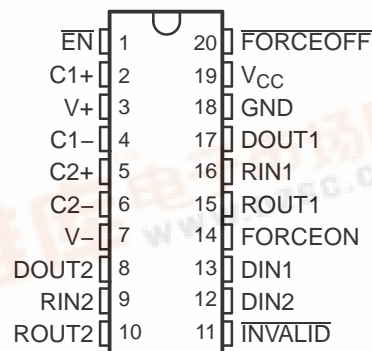 EN 1 20 FORCEOFF
C1+ 2 19 VCC
V+ 3 18 GND
C1− 4 17 DOUT1
C2+ 5 16 RIN1
C2− 6 15 ROUT1
V− 7 14 FORCEON
DOUT2 8 13 DIN1
RIN2 9 12 DIN2
ROUT2 10 11 INVALID